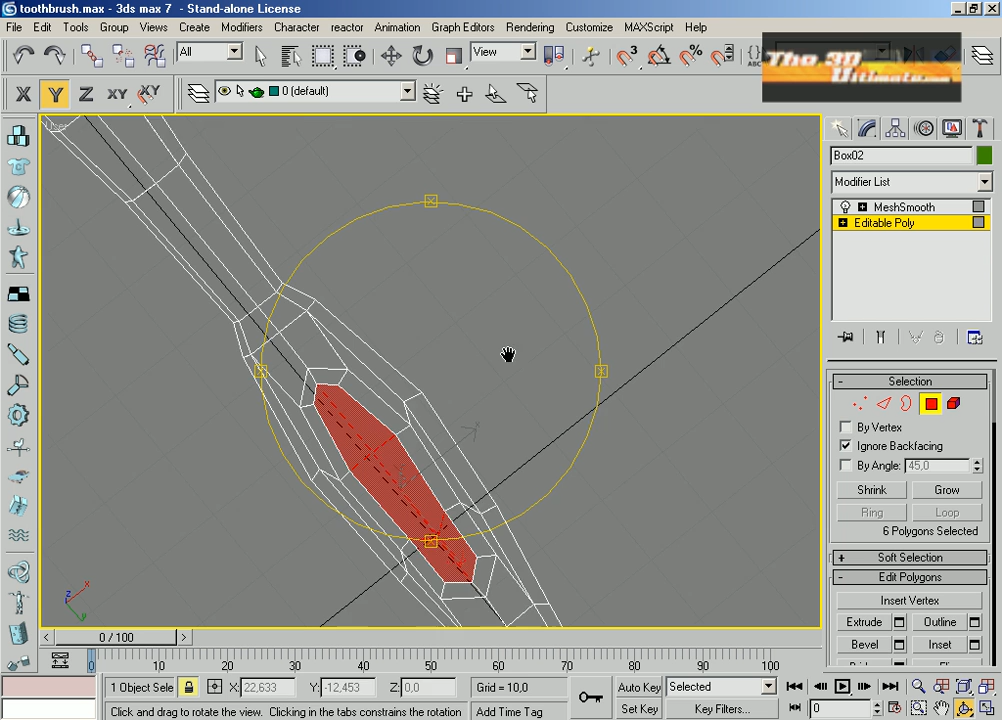 toothbrush.max - 3ds max 7 - Stand-alone License
File Edit Tools Group Views Create Modifiers Character reactor Animation Graph Editors Rendering Customize MAXScript Help
All
View
The 3D
Ultimate.com
X Y Z XY XY
0 (default)
User
Box02
Modifier List
MeshSmooth
Editable Poly
Selection
By Vertex
Ignore Backfacing
By Angle: 45,0
Shrink Grow
Ring Loop
6 Polygons Selected
Soft Selection
Edit Polygons
Insert Vertex
Extrude Outline
Bevel Inset
z x y
0 / 100
0 10 20 30 40 50 60 70 80 90 100
1 Object Sele X: 22,633 Y: -12,453 Z: 0,0 Grid = 10,0 Auto Key Selected
Click and drag to rotate the view. Clicking in the tabs constrains the rotation Add Time Tag Set Key Key Filters... 0